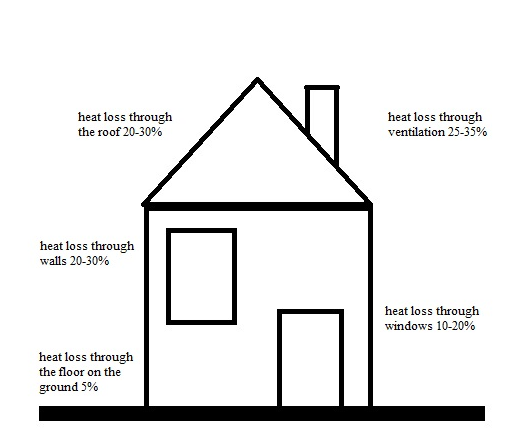 heat loss through
the roof 20-30%
heat loss through
ventilation 25-35%
heat loss through
walls 20-30%
heat loss through
windows 10-20%
heat loss through
the floor on the
ground 5%